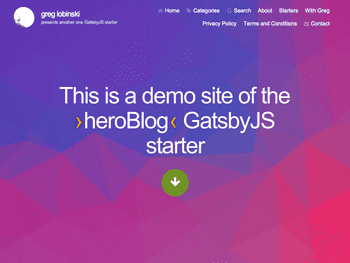 greg lobinski
presents another one GatsbyJS starter
Home Categories Search About Starters With Greg
Privacy Policy Terms and Conditions Contact
This is a demo site of the
›heroBlog‹ GatsbyJS
starter